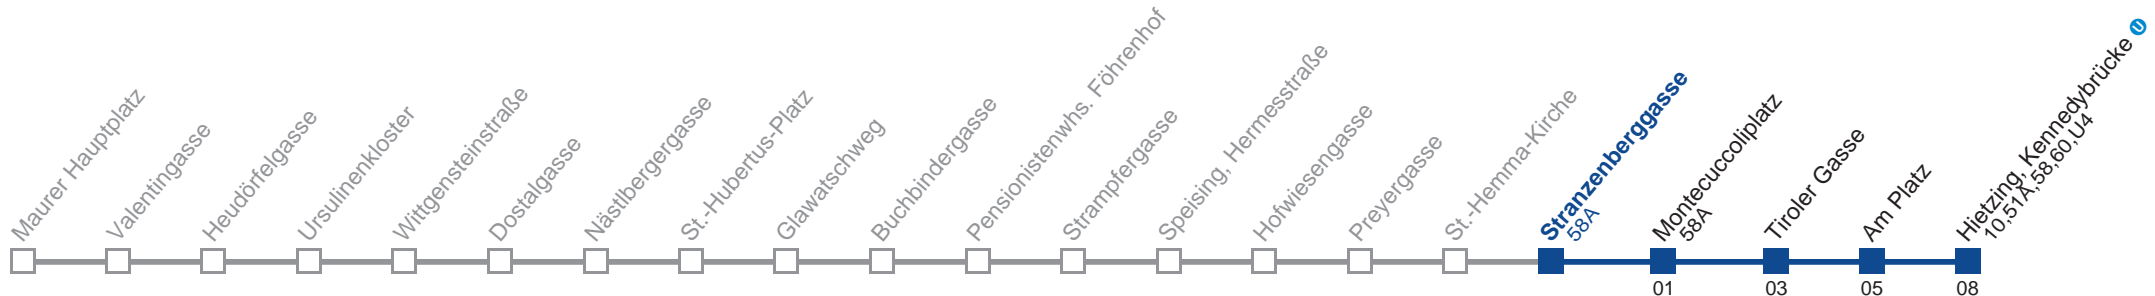 Maurer Hauptplatz
Valentingasse
Heudörfelgasse
Ursulinenkloster
Wittgensteinstraße
Dostalgasse
Nästlbergergasse
St.-Hubertus-Platz
Glawatschweg
Buchbindergasse
Pensionistenwhs. Föhrenhof
Strampfergasse
Speising, Hermesstraße
Hofwiesengasse
Preyergasse
St.-Hemma-Kirche
Stranzenberggasse
58A
Montecuccoliplatz
58A
Tiroler Gasse
Am Platz
Hietzing, Kennedybrücke U
10,51A,58,60,U4
01
03
05
08